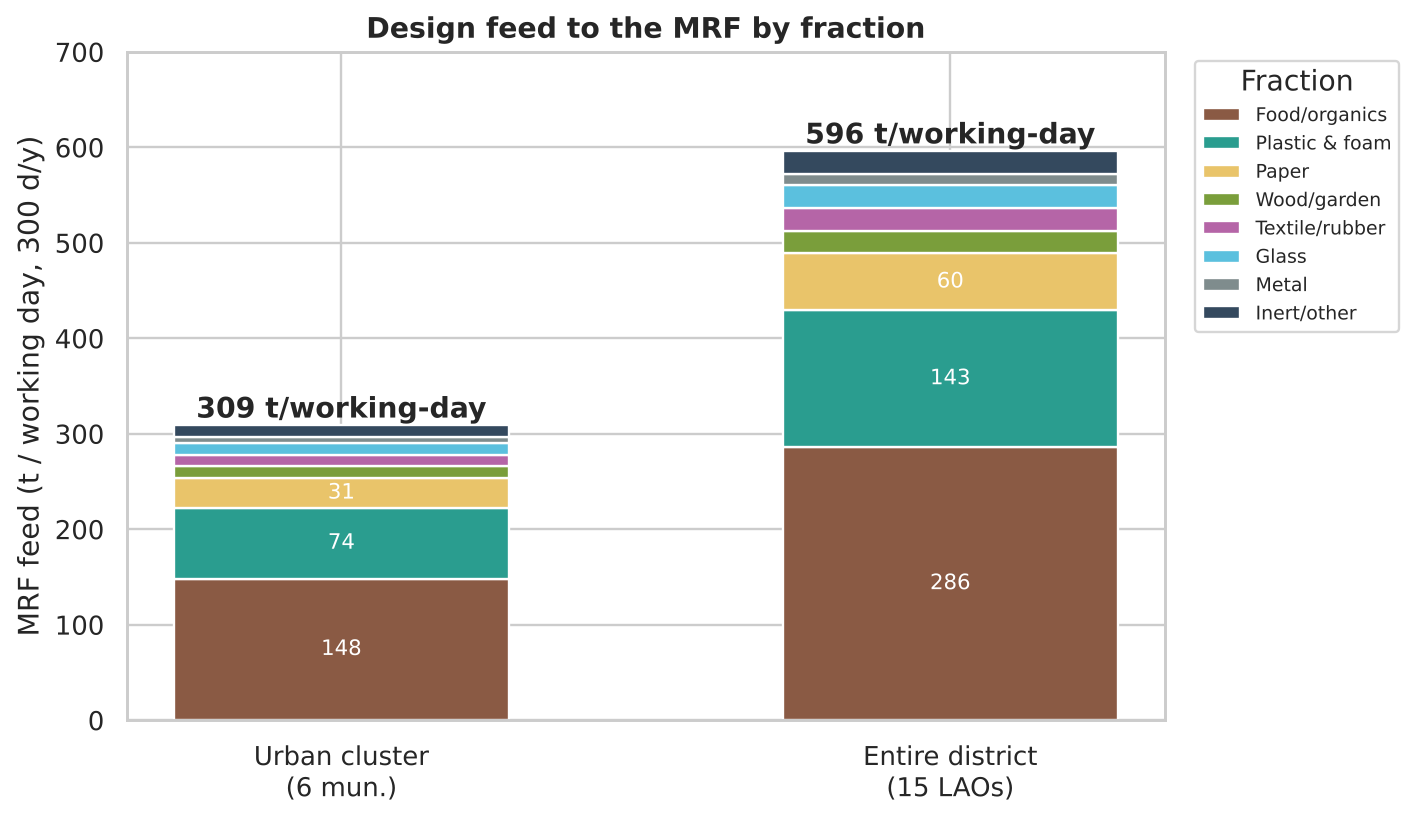 Design feed to the MRF by fraction
MRF feed (t / working day, 300 d/y)
700
600
500
400
300
200
100
0
309 t/working-day
31
74
148
596 t/working-day
60
143
286
Urban cluster
(6 mun.)
Entire district
(15 LAOs)
Fraction
Food/organics
Plastic & foam
Paper
Wood/garden
Textile/rubber
Glass
Metal
Inert/other